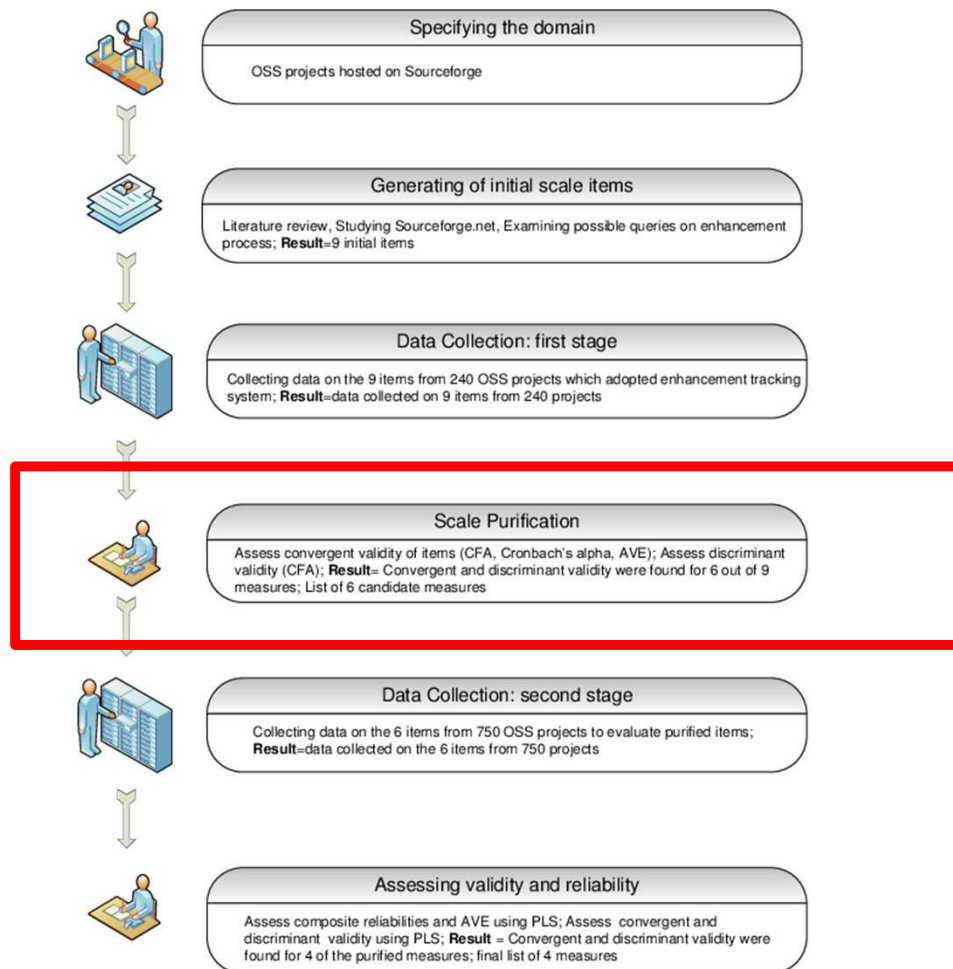 Specifying the domain
OSS projects hosted on Sourceforge
Generating of initial scale items
Literature review, Studying Sourceforge.net, Examining possible queries on enhancement
process; Result=9 initial items
Data Collection: first stage
Collecting data on the 9 items from 240 OSS projects which adopted enhancement tracking
system; Result=data collected on 9 items from 240 projects
Scale Purification
Assess convergent validity of items (CFA, Cronbach's alpha, AVE); Assess discriminant
validity (CFA); Result= Convergent and discriminant validity were found for 6 out of 9
measures; List of 6 candidate measures
Data Collection: second stage
Collecting data on the 6 items from 750 OSS projects to evaluate purified items;
Result=data collected on the 6 items from 750 projects
Assessing validity and reliability
Assess composite reliabilities and AVE using PLS; Assess convergent and
discriminant validity using PLS; Result = Convergent and discriminant validity were
found for 4 of the purified measures; final list of 4 measures